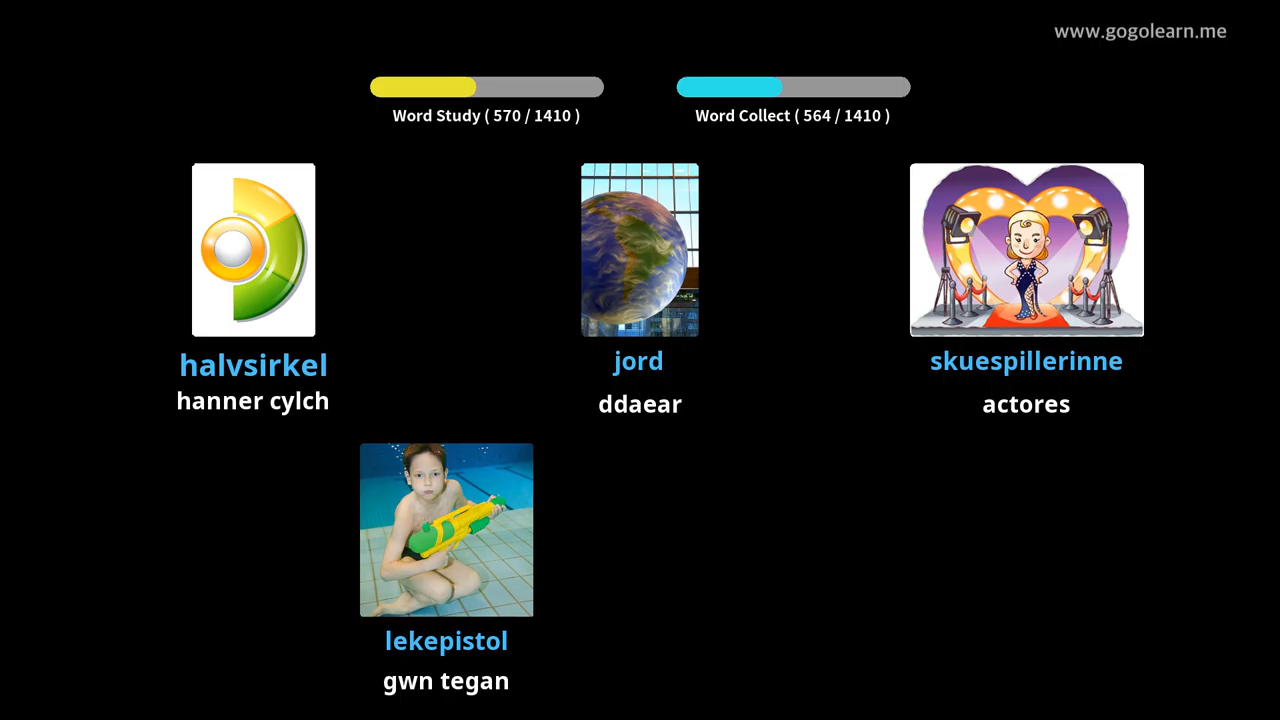 www.gogolearn.me
Word Study ( 570 / 1410 )
Word Collect ( 564 / 1410 )
halvsirkel
hanner cylch
jord
ddaear
skuespillerinne
actores
lekepistol
gwn tegan